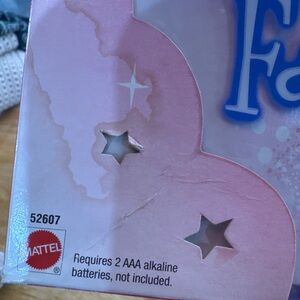 Fa
52607
MATTEL
®
Requires 2 AAA alkaline
batteries, not included.